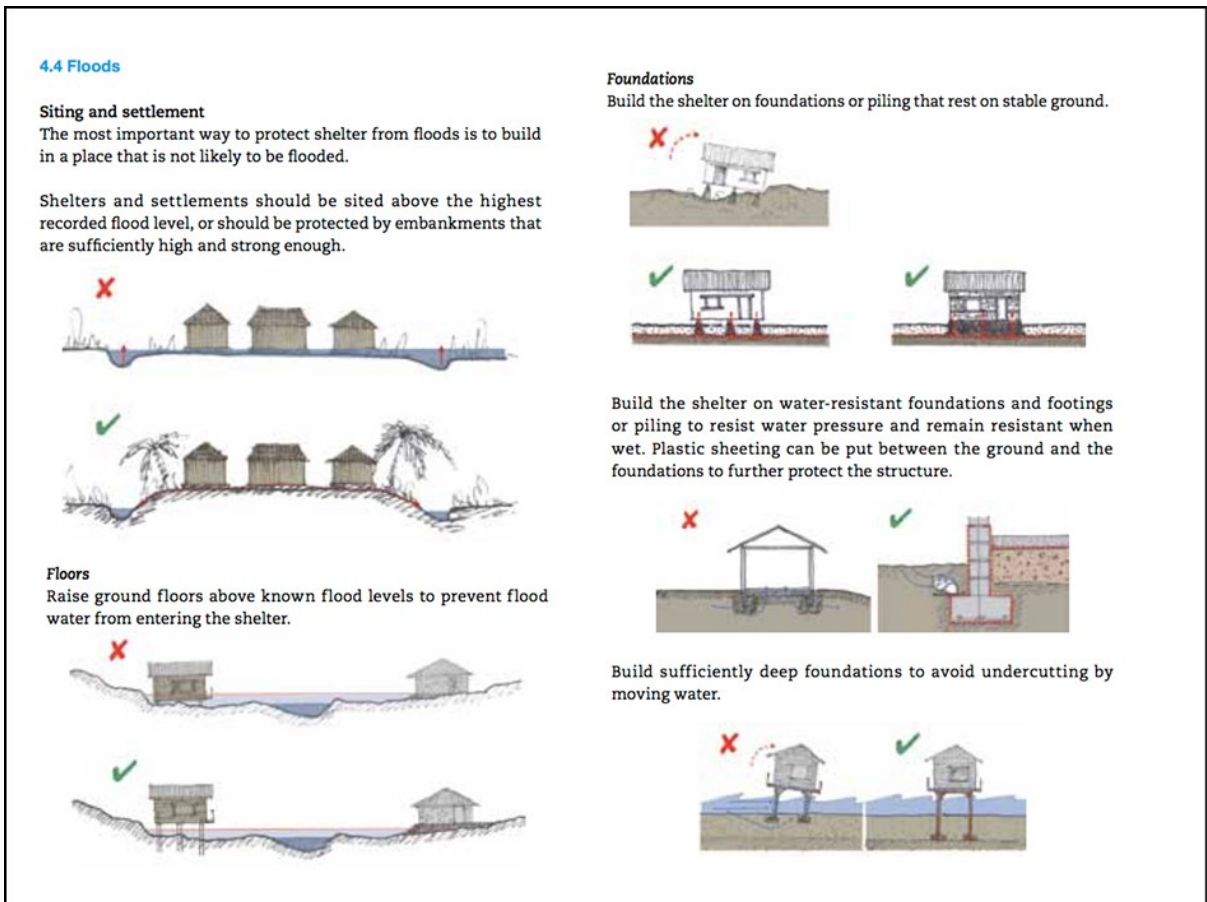 4.4 Floods
Siting and settlement
The most important way to protect shelter from floods is to build
in a place that is not likely to be flooded.
Shelters and settlements should be sited above the highest
recorded flood level, or should be protected by embankments that
are sufficiently high and strong enough.
Floors
Raise ground floors above known flood levels to prevent flood
water from entering the shelter.
Foundations
Build the shelter on foundations or piling that rest on stable ground.
Build the shelter on water-resistant foundations and footings
or piling to resist water pressure and remain resistant when
wet. Plastic sheeting can be put between the ground and the
foundations to further protect the structure.
Build sufficiently deep foundations to avoid undercutting by
moving water.